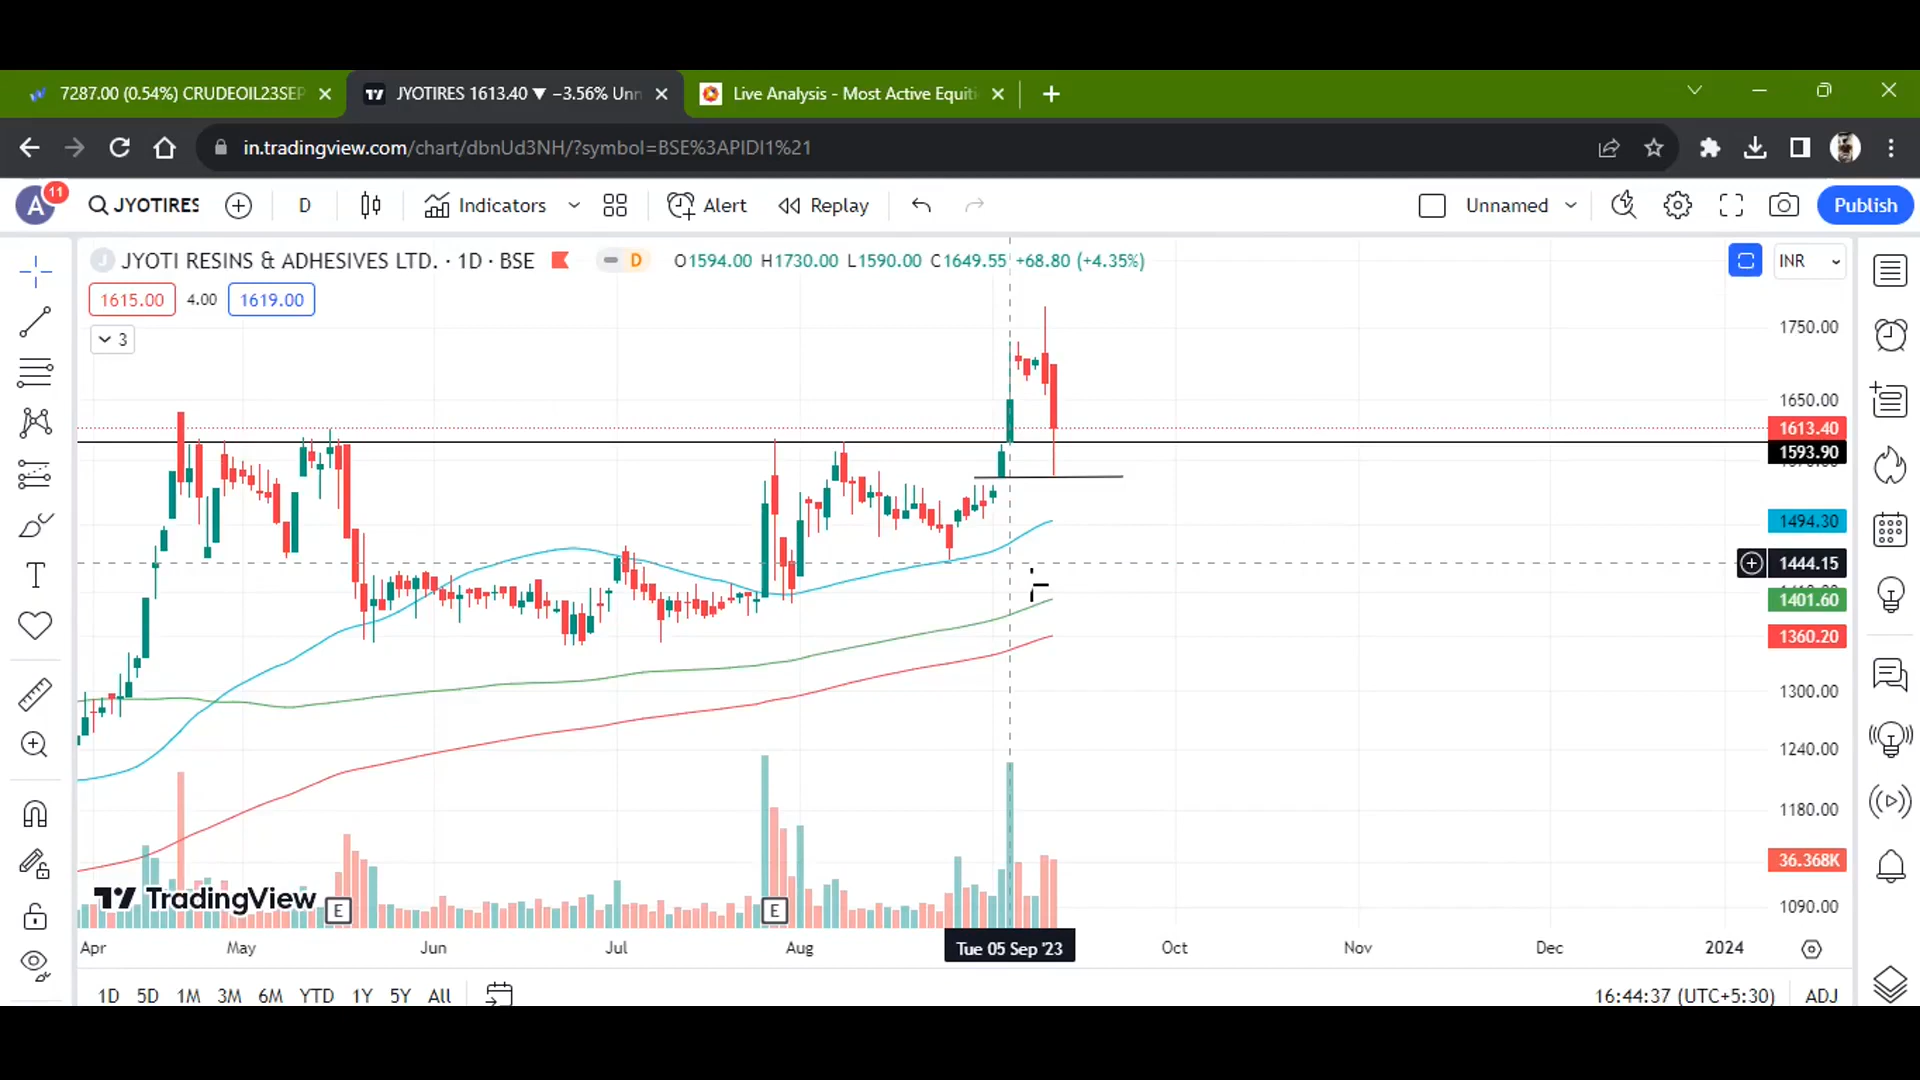 7287.00 (0.54%) CRUDEOIL23SEP
JYOTIRES 1613.40 ▼ −3.56% Unn
Live Analysis - Most Active Equiti
in.tradingview.com/chart/dbnUd3NH/?symbol=BSE%3APIDI1%21
A 11 JYOTIRES D Indicators Alert Replay Unnamed Publish
JYOTI RESINS & ADHESIVES LTD. · 1D · BSE D O1594.00 H1730.00 L1590.00 C1649.55 +68.80 (+4.35%) INR
1615.00 4.00 1619.00
3
1750.00
1650.00
1613.40
1593.90
1494.30
1444.15
1401.60
1360.20
1300.00
1240.00
1180.00
36.368K
1090.00
TradingView E E
Apr May Jun Jul Aug Tue 05 Sep '23 Oct Nov Dec 2024
1D 5D 1M 3M 6M YTD 1Y 5Y All 16:44:37 (UTC+5:30) ADJ